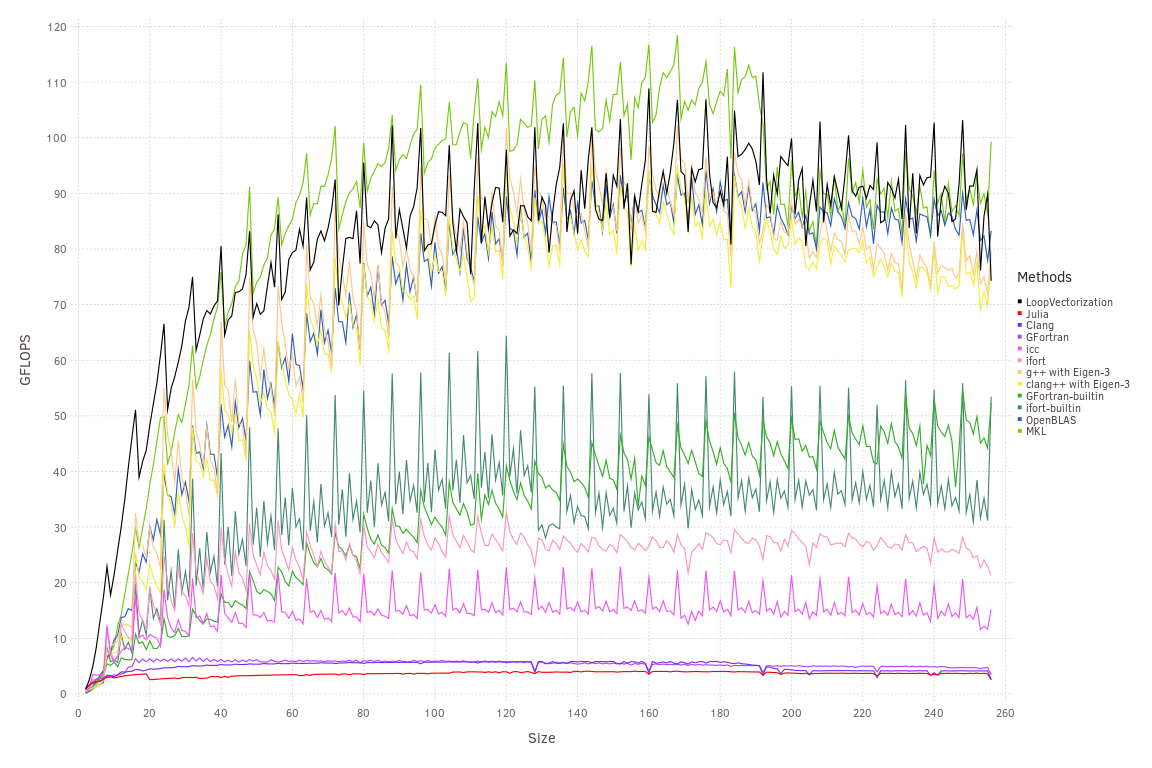 120
110
100
90
80
70
60
50
40
30
20
10
0
GFLOPS
0 20 40 60 80 100 120 140 160 180 200 220 240 260
Size
Methods
LoopVectorization
Julia
Clang
GFortran
icc
ifort
g++ with Eigen-3
clang++ with Eigen-3
GFortran-builtin
ifort-builtin
OpenBLAS
MKL